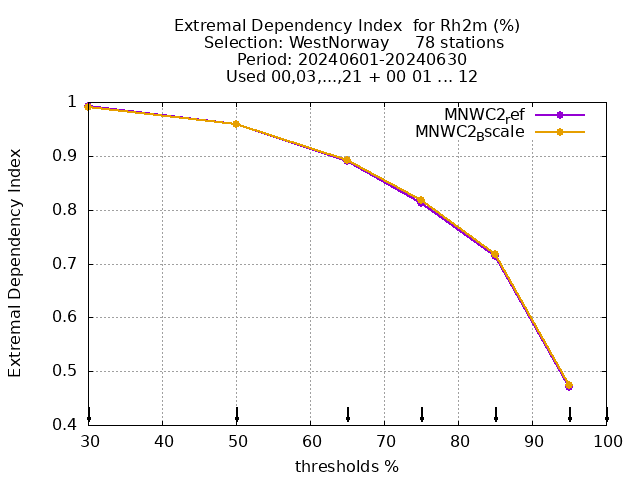 Extremal Dependency Index  for Rh2m (%)
Selection: WestNorway     78 stations
Period: 20240601-20240630
Used 00,03,...,21 + 00 01 ... 12
MNWC2ref
MNWC2Bscale
Extremal Dependency Index
1
0.9
0.8
0.7
0.6
0.5
0.4
30 40 50 60 70 80 90 100
thresholds %